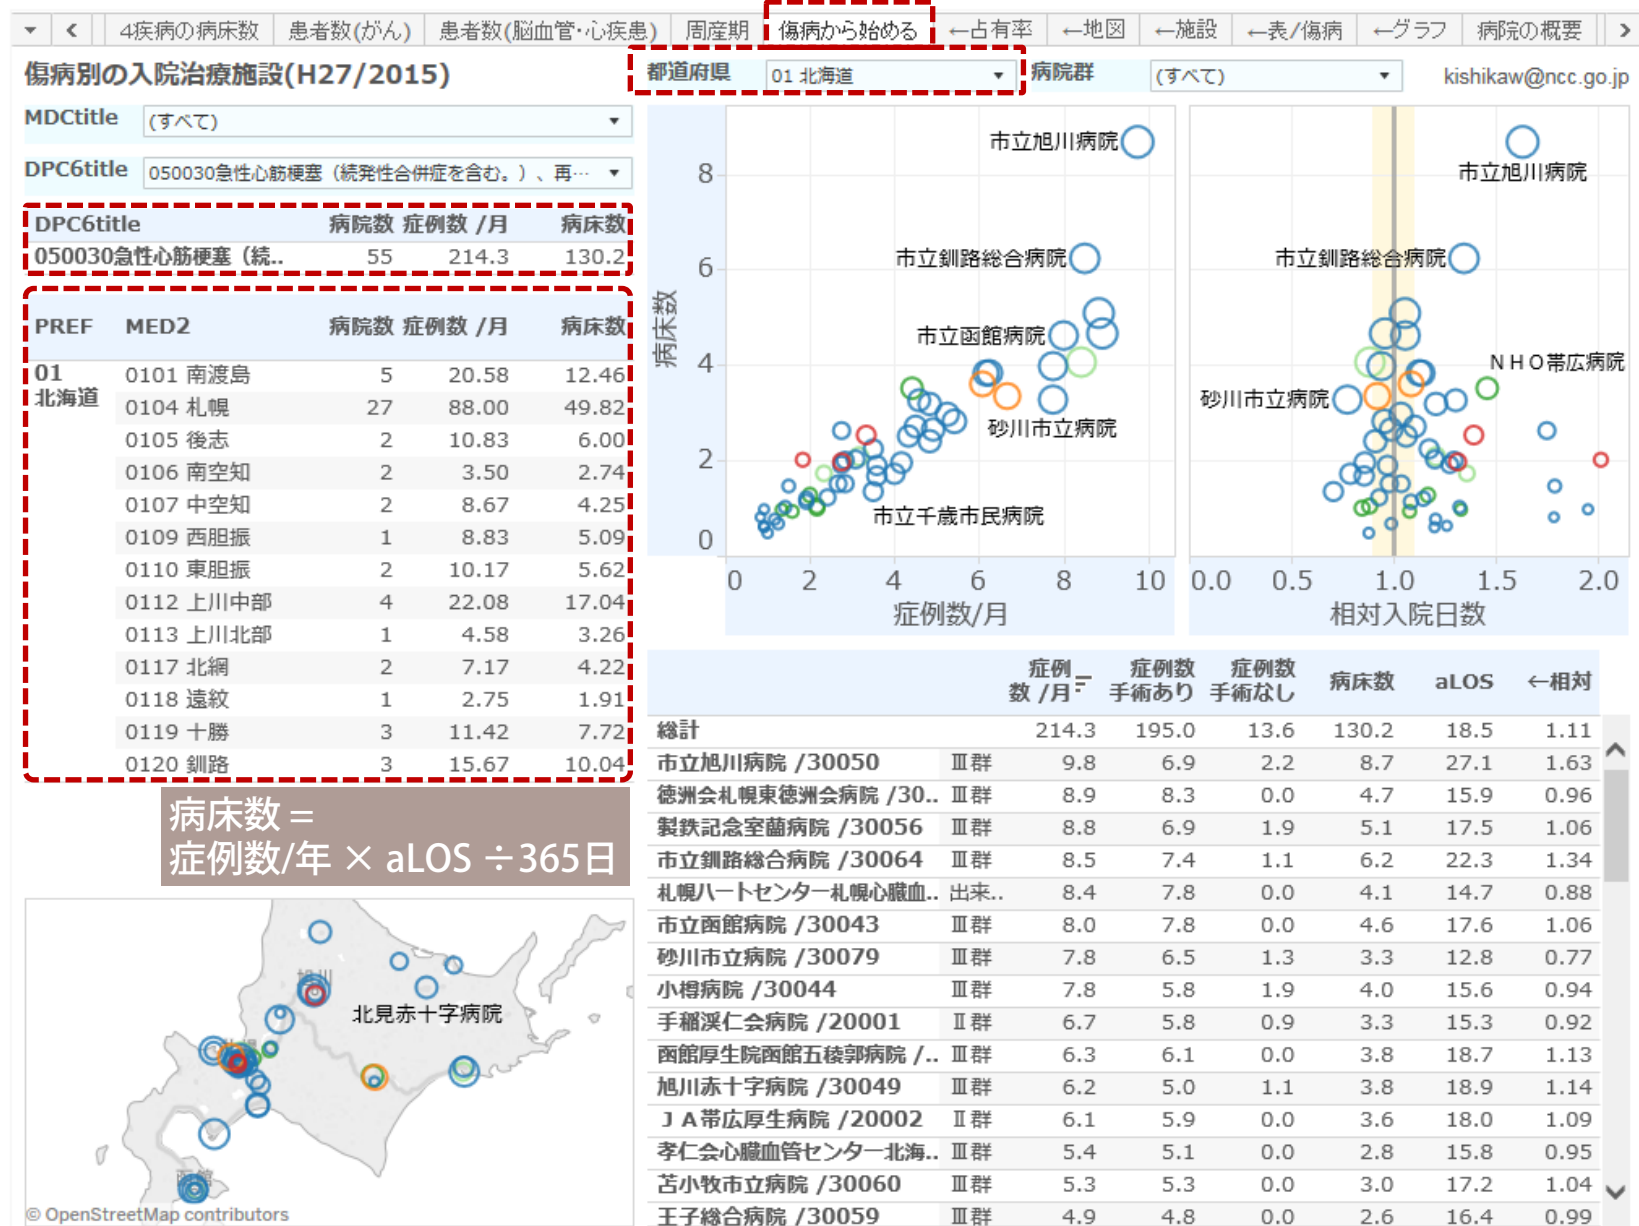 4疾病の病床数 患者数(がん) 患者数(脳血管・心疾患) 周産期 傷病から始める ←占有率 ←地図 ←施設 ←表/傷病 ←グラフ 病院の概要
傷病別の入院治療施設(H27/2015)
都道府県 01 北海道 病院群 (すべて) kishikaw@ncc.go.jp
MDCtitle (すべて)
DPC6title 050030急性心筋梗塞（続発性合併症を含む。）、再…
DPC6title 病院数 症例数 /月 病床数
050030急性心筋梗塞（続.. 55 214.3 130.2
PREF MED2 病院数 症例数 /月 病床数
01 北海道
0101 南渡島 5 20.58 12.46
0104 札幌 27 88.00 49.82
0105 後志 2 10.83 6.00
0106 南空知 2 3.50 2.74
0107 中空知 2 8.67 4.25
0109 西胆振 1 8.83 5.09
0110 東胆振 2 10.17 5.62
0112 上川中部 4 22.08 17.04
0113 上川北部 1 4.58 3.26
0117 北網 2 7.17 4.22
0118 遠紋 1 2.75 1.91
0119 十勝 3 11.42 7.72
0120 釧路 3 15.67 10.04
病床数＝
症例数/年 × aLOS ÷365日
旭川
北見赤十字病院
札幌
函館
© OpenStreetMap contributors
病床数
8
6
4
2
0
市立旭川病院
市立釧路総合病院
市立函館病院
砂川市立病院
市立千歳市民病院
0 2 4 6 8 10
症例数/月
市立旭川病院
市立釧路総合病院
ＮＨＯ帯広病院
砂川市立病院
0.0 0.5 1.0 1.5 2.0
相対入院日数
症例数 /月 症例数手術あり 症例数手術なし 病床数 aLOS ←相対
総計 214.3 195.0 13.6 130.2 18.5 1.11
市立旭川病院 /30050 Ⅲ群 9.8 6.9 2.2 8.7 27.1 1.63
徳洲会札幌東徳洲会病院 /30.. Ⅲ群 8.9 8.3 0.0 4.7 15.9 0.96
製鉄記念室蘭病院 /30056 Ⅲ群 8.8 6.9 1.9 5.1 17.5 1.06
市立釧路総合病院 /30064 Ⅲ群 8.5 7.4 1.1 6.2 22.3 1.34
札幌ハートセンター札幌心臓血.. 出来.. 8.4 7.8 0.0 4.1 14.7 0.88
市立函館病院 /30043 Ⅲ群 8.0 7.8 0.0 4.6 17.6 1.06
砂川市立病院 /30079 Ⅲ群 7.8 6.5 1.3 3.3 12.8 0.77
小樽病院 /30044 Ⅲ群 7.8 5.8 1.9 4.0 15.6 0.94
手稲渓仁会病院 /20001 Ⅱ群 6.7 5.8 0.9 3.3 15.3 0.92
函館厚生院函館五稜郭病院 /.. Ⅲ群 6.3 6.1 0.0 3.8 18.7 1.13
旭川赤十字病院 /30049 Ⅲ群 6.2 5.0 1.1 3.8 18.9 1.14
ＪＡ帯広厚生病院 /20002 Ⅱ群 6.1 5.9 0.0 3.6 18.0 1.09
孝仁会心臓血管センター北海.. Ⅲ群 5.4 5.1 0.0 2.8 15.8 0.95
苫小牧市立病院 /30060 Ⅲ群 5.3 5.3 0.0 3.0 17.2 1.04
王子総合病院 /30059 Ⅲ群 4.9 4.8 0.0 2.6 16.4 0.99